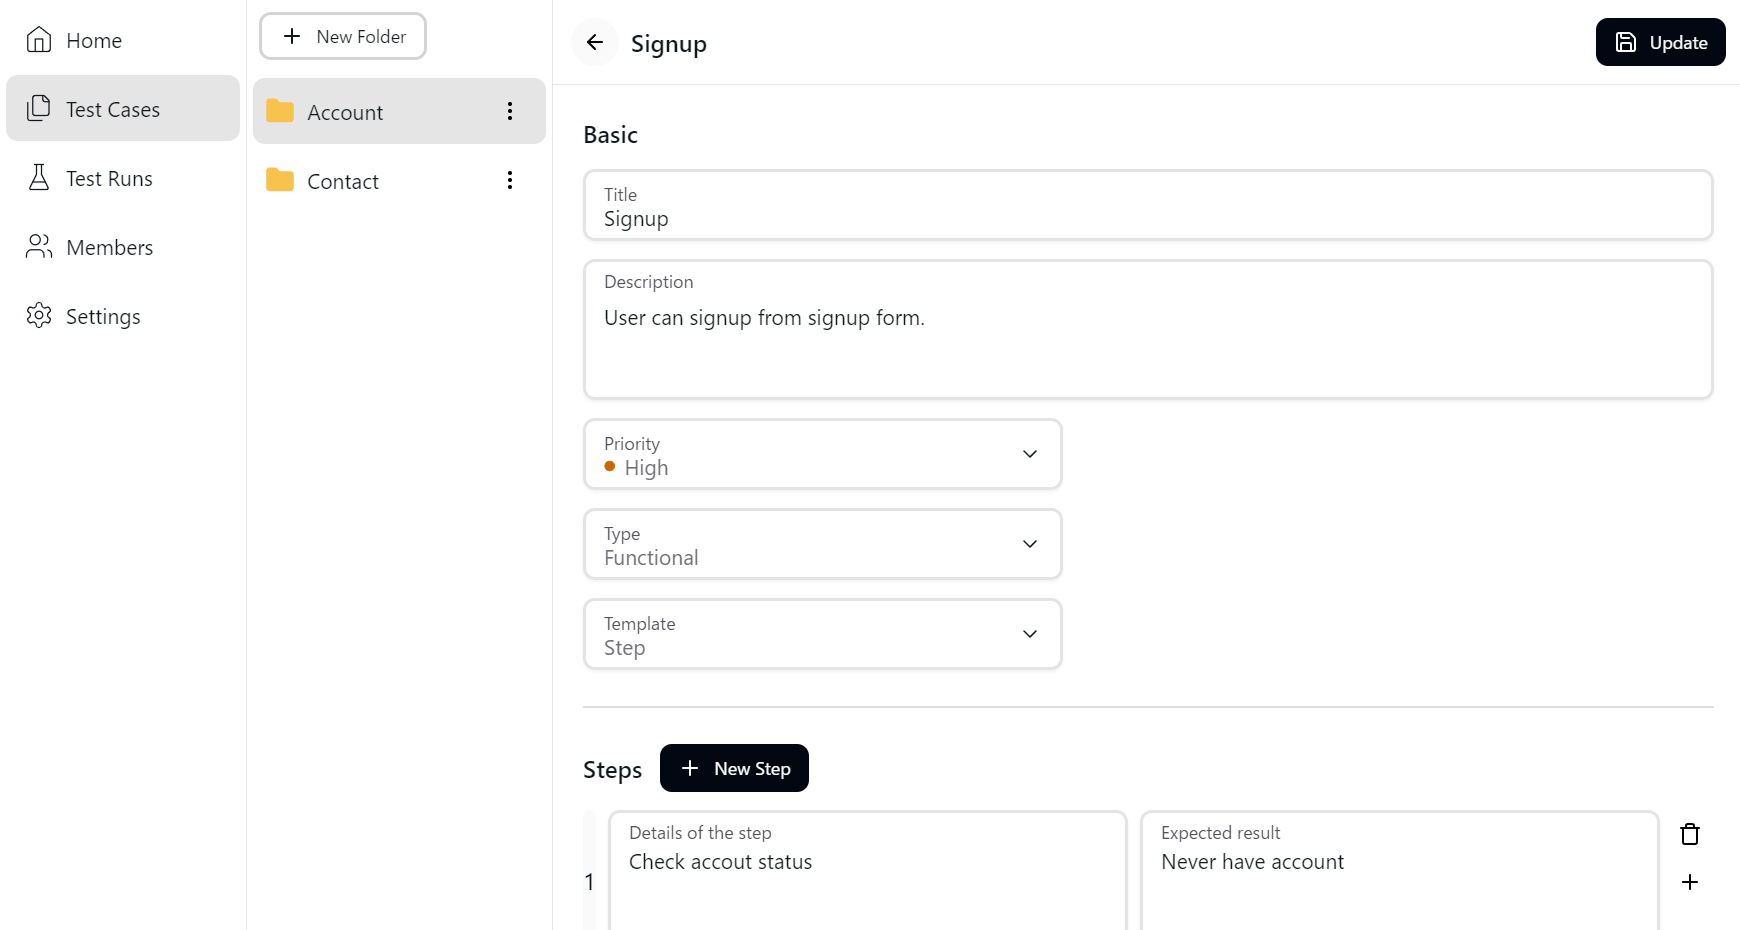 Home
Test Cases
Test Runs
Members
Settings
New Folder
Account
Contact
Signup
Update
Basic
Title
Signup
Description
User can signup from signup form.
Priority
High
Type
Functional
Template
Step
Steps
New Step
1
Details of the step
Check accout status
Expected result
Never have account